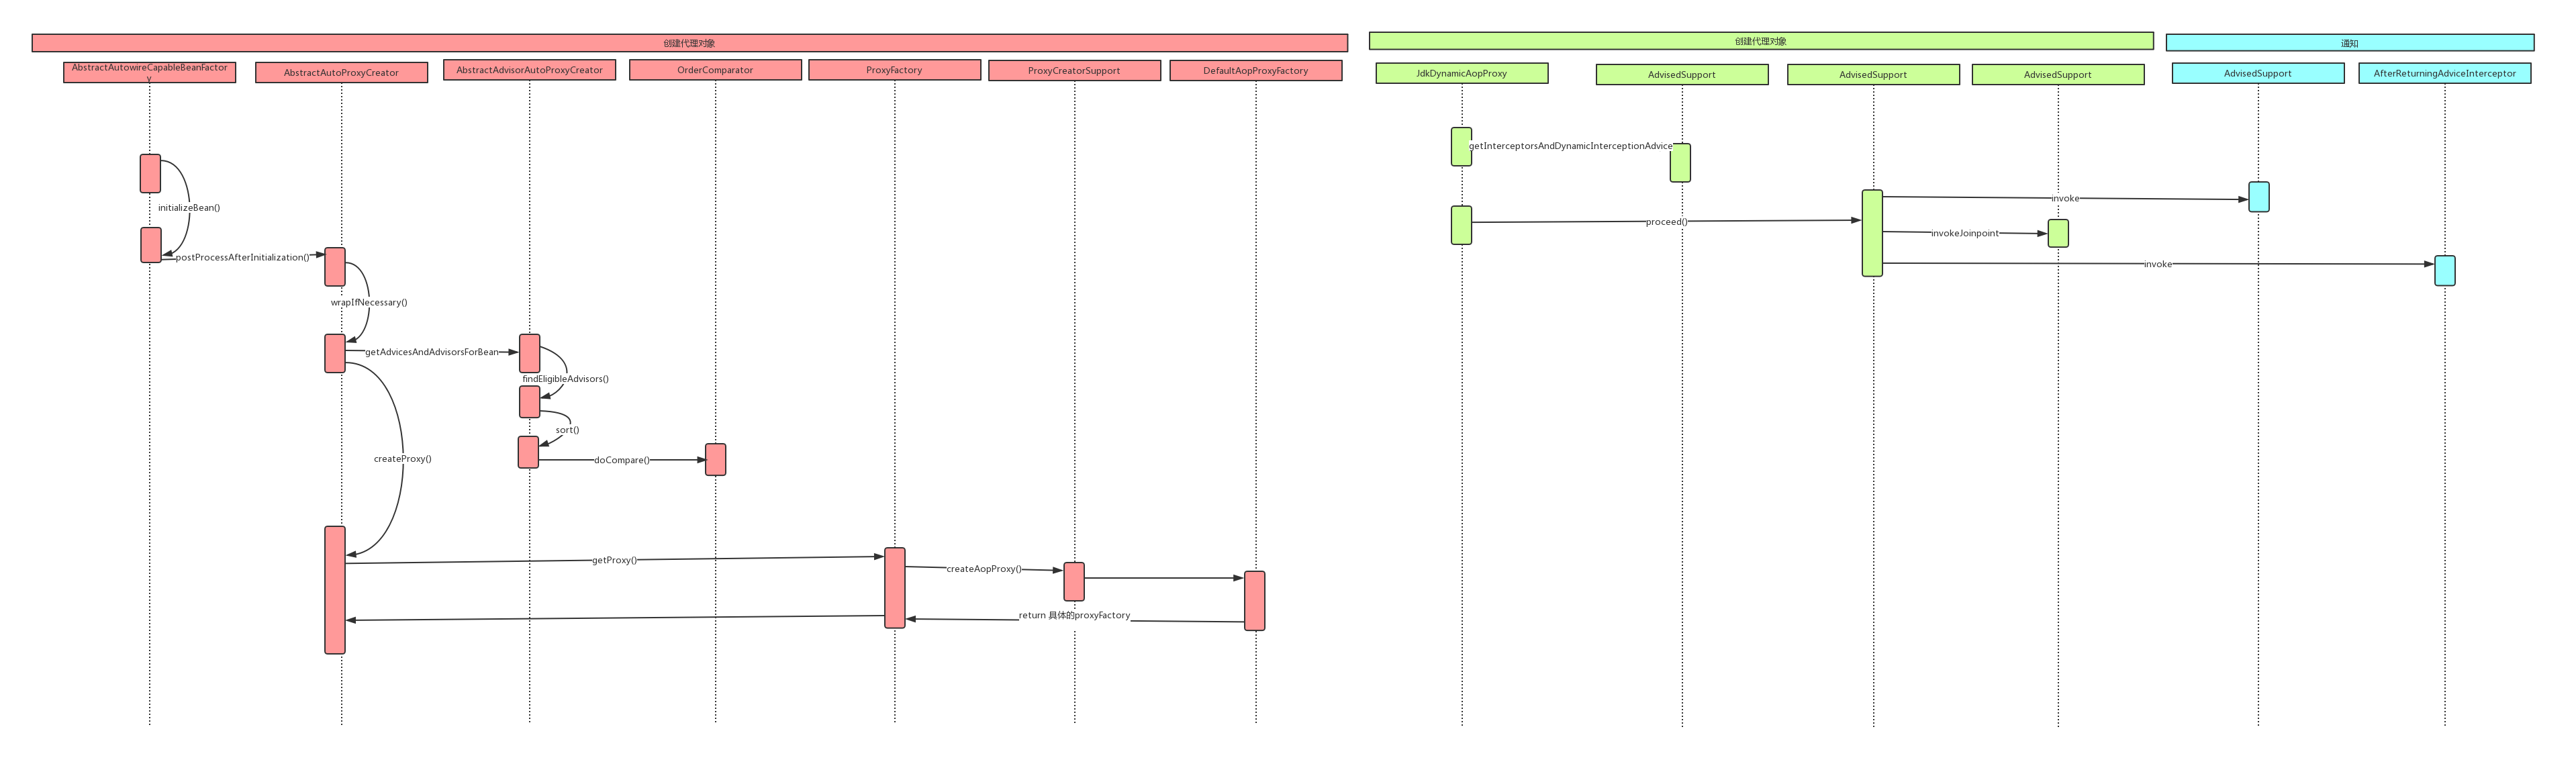 创建代理对象
创建代理对象
通知
AbstractAutowireCapableBeanFactor
y
AbstractAutoProxyCreator
AbstractAdvisorAutoProxyCreator
OrderComparator
ProxyFactory
ProxyCreatorSupport
DefaultAopProxyFactory
JdkDynamicAopProxy
AdvisedSupport
AdvisedSupport
AdvisedSupport
AdvisedSupport
AfterReturningAdviceInterceptor
initializeBean()
postProcessAfterInitialization()
wrapIfNecessary()
getAdvicesAndAdvisorsForBean
findEligibleAdvisors()
sort()
doCompare()
createProxy()
getProxy()
createAopProxy()
return 具体的proxyFactory
getInterceptorsAndDynamicInterceptionAdvice
proceed()
invoke
invokeJoinpoint
invoke